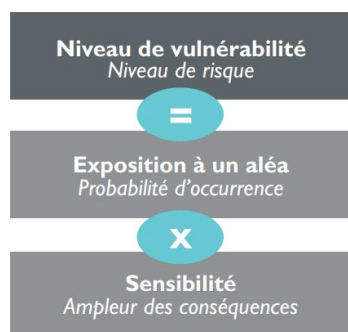 Niveau de vulnérabilité
Niveau de risque
=
Exposition à un aléa
Probabilité d'occurrence
x
Sensibilité
Ampleur des conséquences